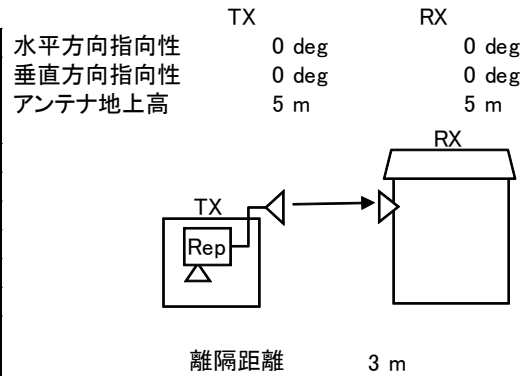 TX RX
水平方向指向性 0 deg 0 deg
垂直方向指向性 0 deg 0 deg
アンテナ地上高 5 m 5 m
RX
TX
Rep
離隔距離 3 m